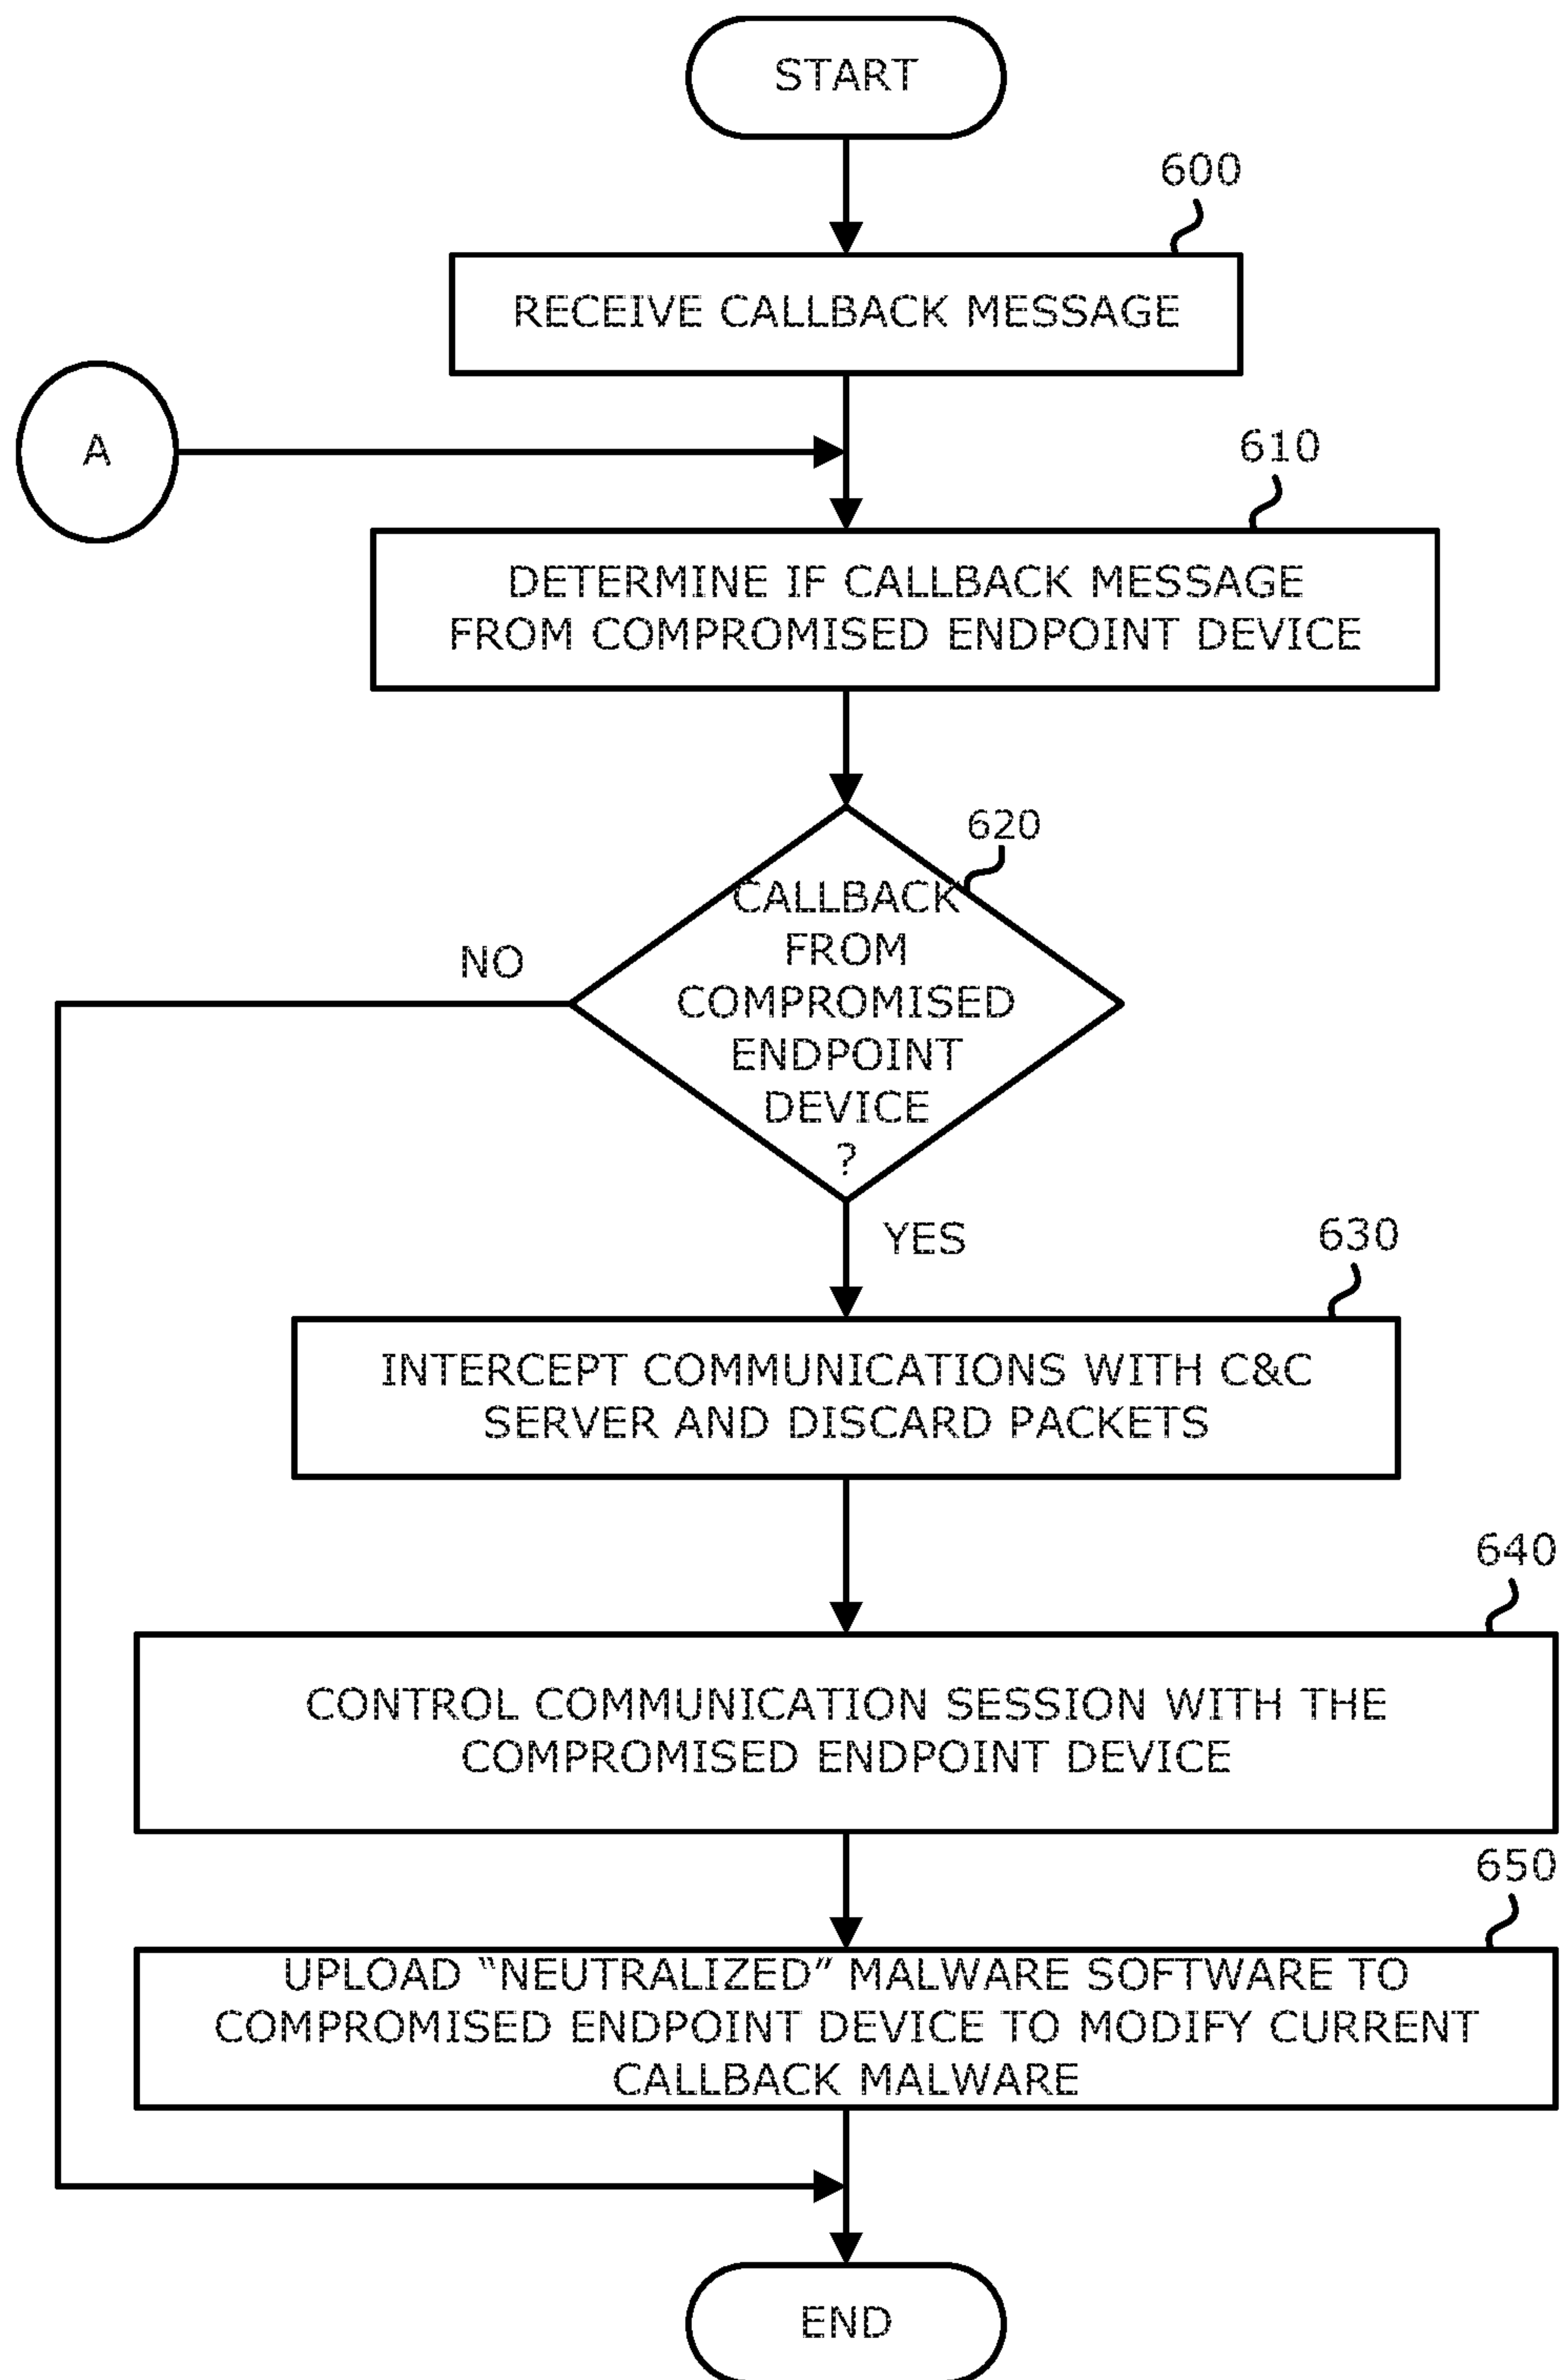 START
600
RECEIVE CALLBACK MESSAGE
A
610
DETERMINE IF CALLBACK MESSAGE
FROM COMPROMISED ENDPOINT DEVICE
620
CALLBACK
FROM
COMPROMISED
ENDPOINT
DEVICE
?
NO
YES
630
INTERCEPT COMMUNICATIONS WITH C&C
SERVER AND DISCARD PACKETS
640
CONTROL COMMUNICATION SESSION WITH THE
COMPROMISED ENDPOINT DEVICE
650
UPLOAD “NEUTRALIZED” MALWARE SOFTWARE TO
COMPROMISED ENDPOINT DEVICE TO MODIFY CURRENT
CALLBACK MALWARE
END